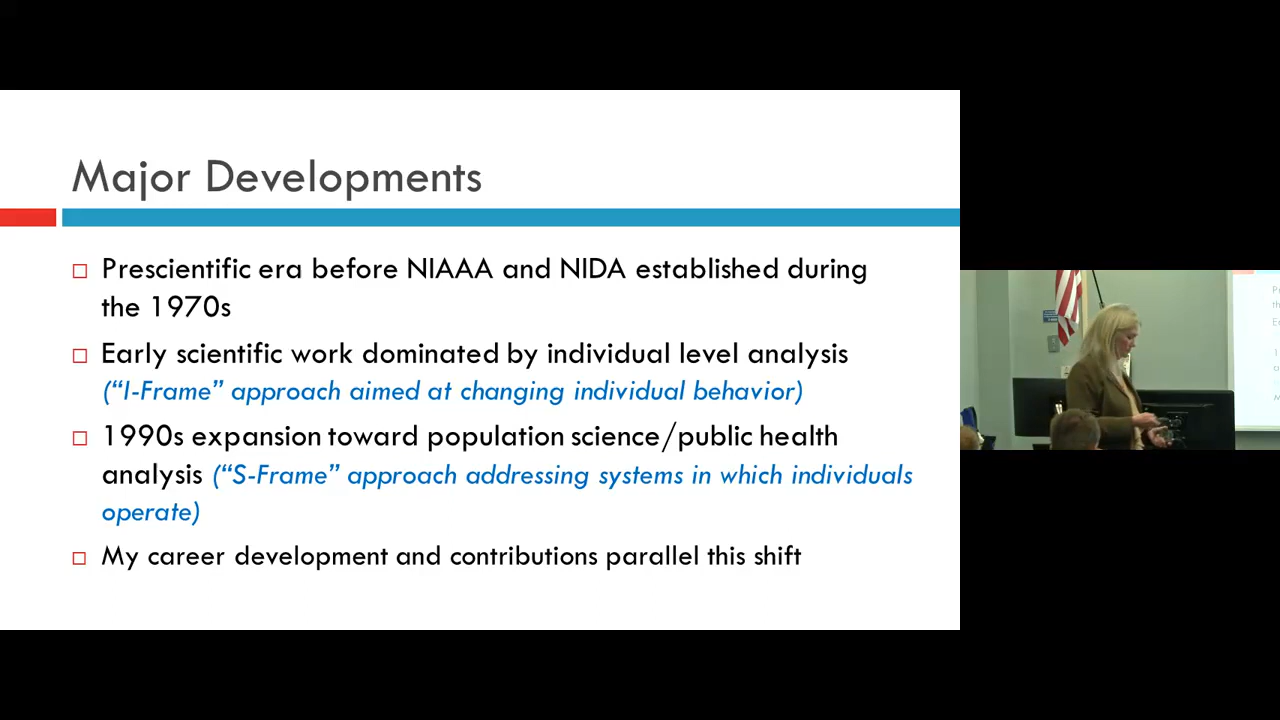 Major Developments
Prescientific era before NIAAA and NIDA established during
the 1970s
Early scientific work dominated by individual level analysis
(“I-Frame” approach aimed at changing individual behavior)
1990s expansion toward population science/public health
analysis (“S-Frame” approach addressing systems in which individuals
operate)
My career development and contributions parallel this shift